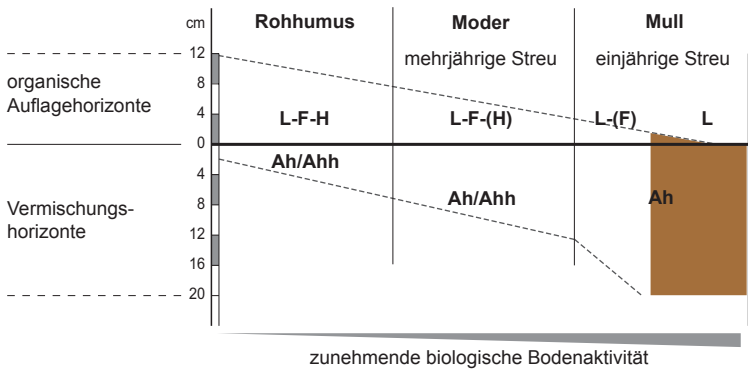 cm Rohhumus Moder Mull
mehrjährige Streu einjährige Streu
12
organische
Auflagehorizonte
8
4
L-F-H L-F-(H) L-(F) L
0
Ah/Ahh
4
Vermischungs-
horizonte
8
Ah/Ahh Ah
12
16
20
zunehmende biologische Bodenaktivität